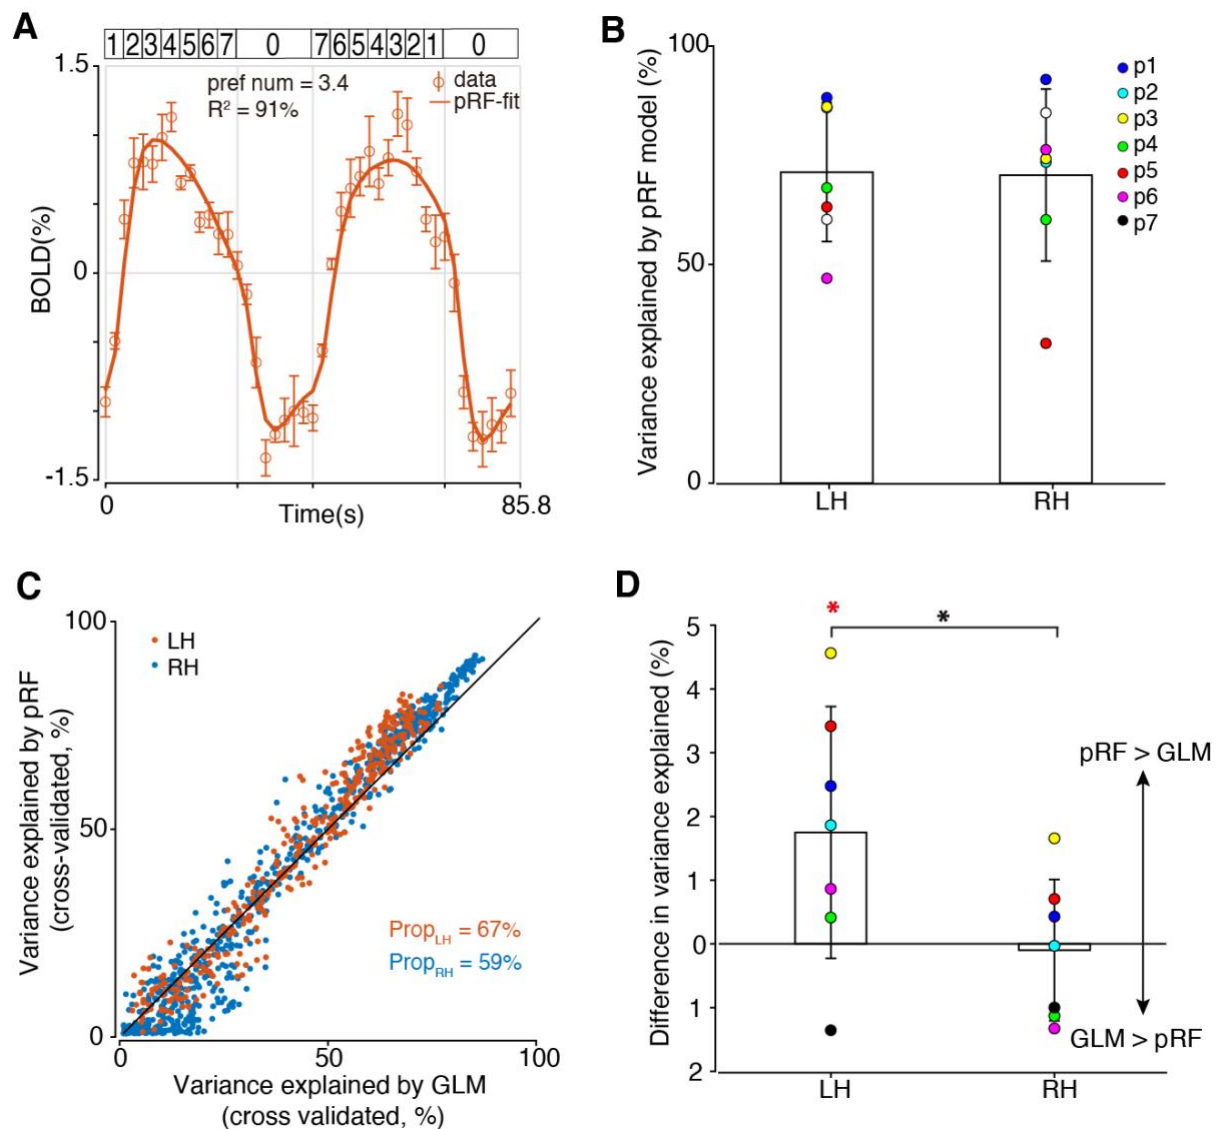 A
1 2 3 4 5 6 7 0 7 6 5 4 3 2 1 0
1.5
pref num = 3.4
R² = 91%
data
pRF-fit
BOLD(%)
0
-1.5
0
85.8
Time(s)
B
100
50
0
Variance explained by pRF model (%)
p1
p2
p3
p4
p5
p6
p7
LH
RH
C
100
LH
RH
Variance explained by pRF
(cross-validated, %)
50
Prop_LH = 67%
Prop_RH = 59%
0
0
50
100
Variance explained by GLM
(cross validated, %)
D
*
*
5
4
3
2
1
0
1
2
Difference in variance explained (%)
pRF > GLM
GLM > pRF
LH
RH